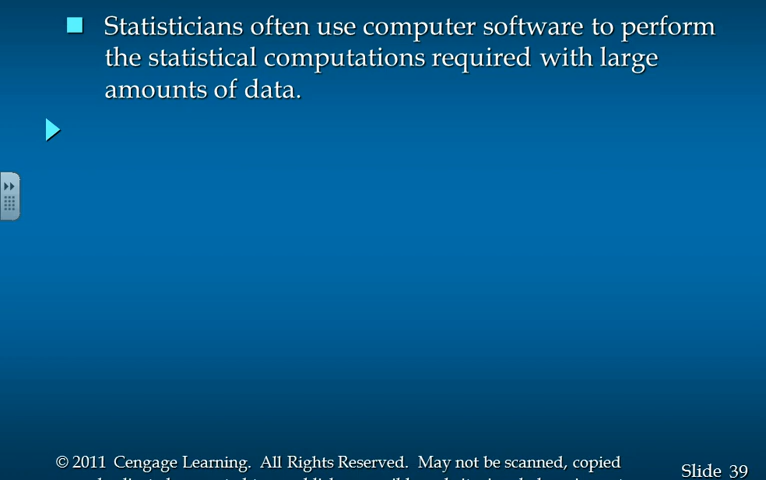 Statisticians often use computer software to perform
the statistical computations required with large
amounts of data.
© 2011 Cengage Learning. All Rights Reserved. May not be scanned, copied
Slide 39